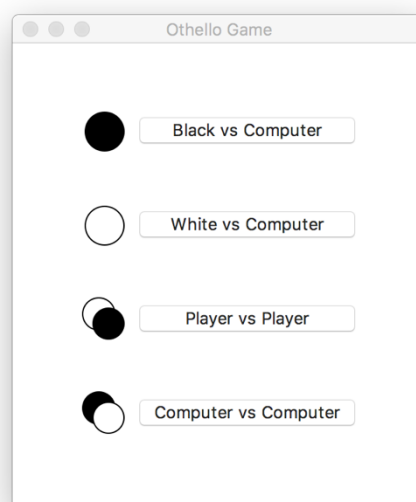 Othello Game
Black vs Computer
White vs Computer
Player vs Player
Computer vs Computer